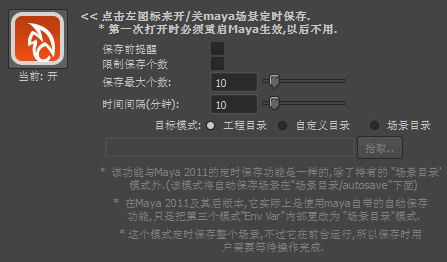 << 点击左图标来开/关maya场景定时保存.
* 第一次打开时必须重启Maya生效,以后不用.
当前: 开
保存前提醒
限制保存个数
保存最大个数: 10
时间间隔(分钟): 10
目标模式: 工程目录 自定义目录 场景目录
拾取..
* 该功能与Maya 2011的定时保存功能是一样的,除了特有的 "场景目录"
模式外.(该模式将自动保存场景在"场景目录/autosave"下面)
* 在Maya 2011及其后版本,它实际上是使用maya自带的自动保存
功能,只是把第三个模式"Env Var"内部更改为 "场景目录"模式.
* 这个模式定时保存整个场景,不过它在前台运行,所以保存时用
户需要等待操作完成.